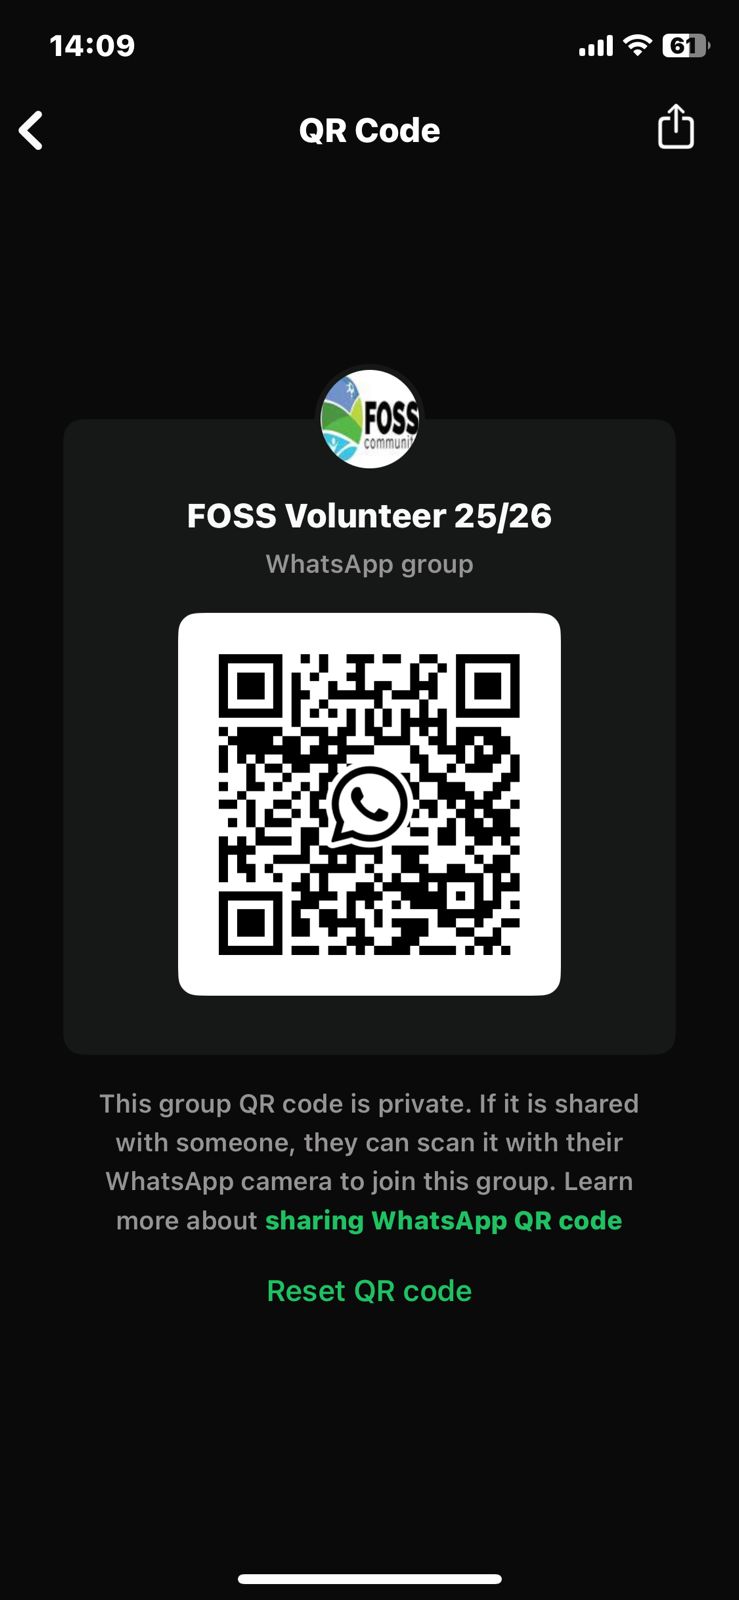 14:09
61
QR Code
FOSS
communit
FOSS Volunteer 25/26
WhatsApp group
This group QR code is private. If it is shared
with someone, they can scan it with their
WhatsApp camera to join this group. Learn
more about sharing WhatsApp QR code
Reset QR code